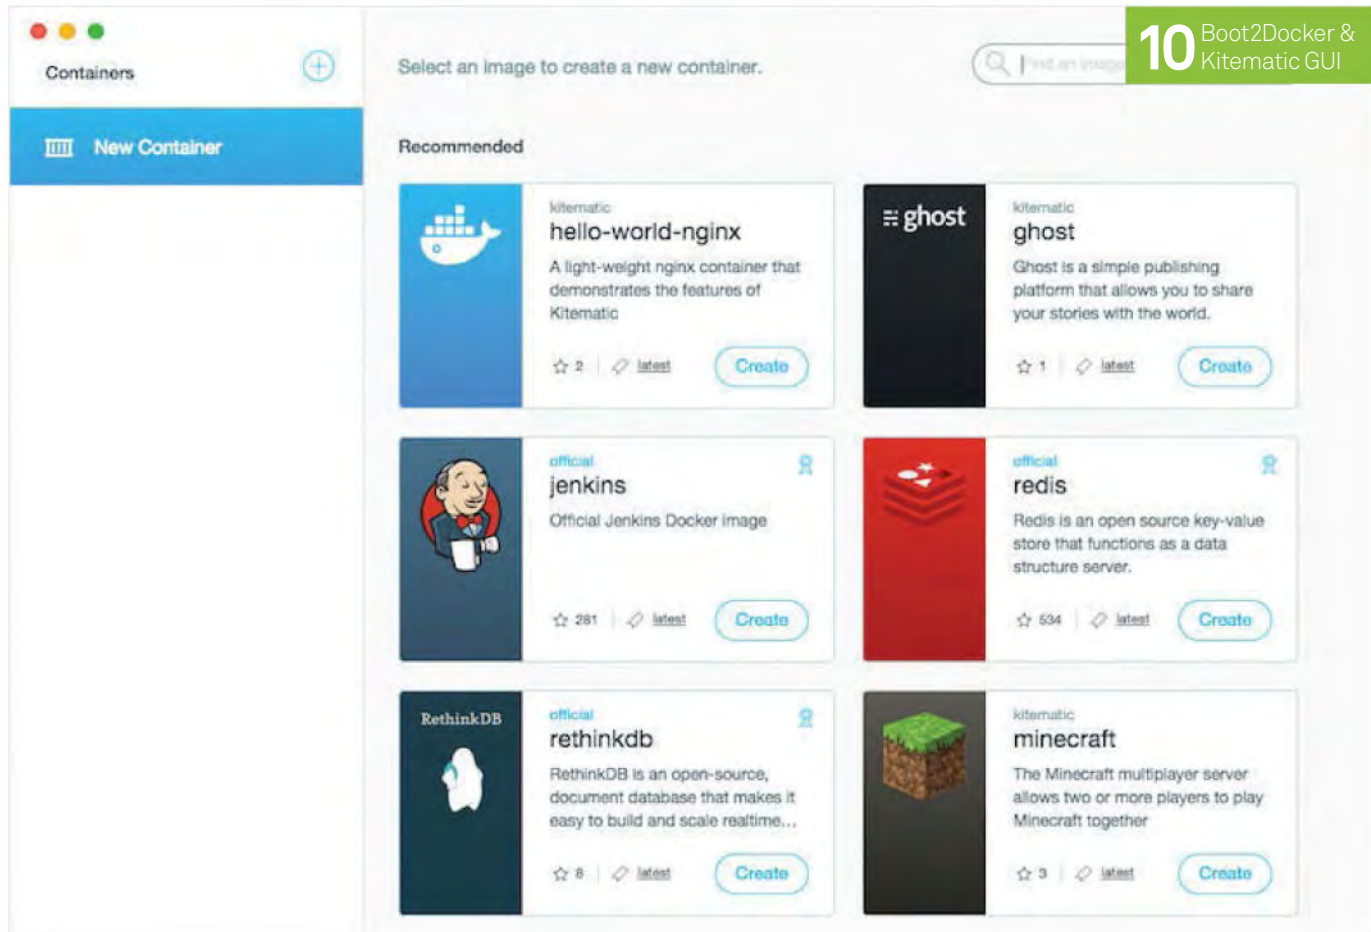 Containers
New Container
Select an image to create a new container.
Find an image
10 Boot2Docker &
Kitematic GUI
Recommended
kitematic
hello-world-nginx
A light-weight nginx container that
demonstrates the features of
Kitematic
2
latest
Create
ghost
kitematic
ghost
Ghost is a simple publishing
platform that allows you to share
your stories with the world.
1
latest
Create
official
jenkins
Official Jenkins Docker image
281
latest
Create
official
redis
Redis is an open source key-value
store that functions as a data
structure server.
534
latest
Create
RethinkDB
official
rethinkdb
RethinkDB is an open-source,
document database that makes it
easy to build and scale realtime...
8
latest
Create
kitematic
minecraft
The Minecraft multiplayer server
allows two or more players to play
Minecraft together
3
latest
Create